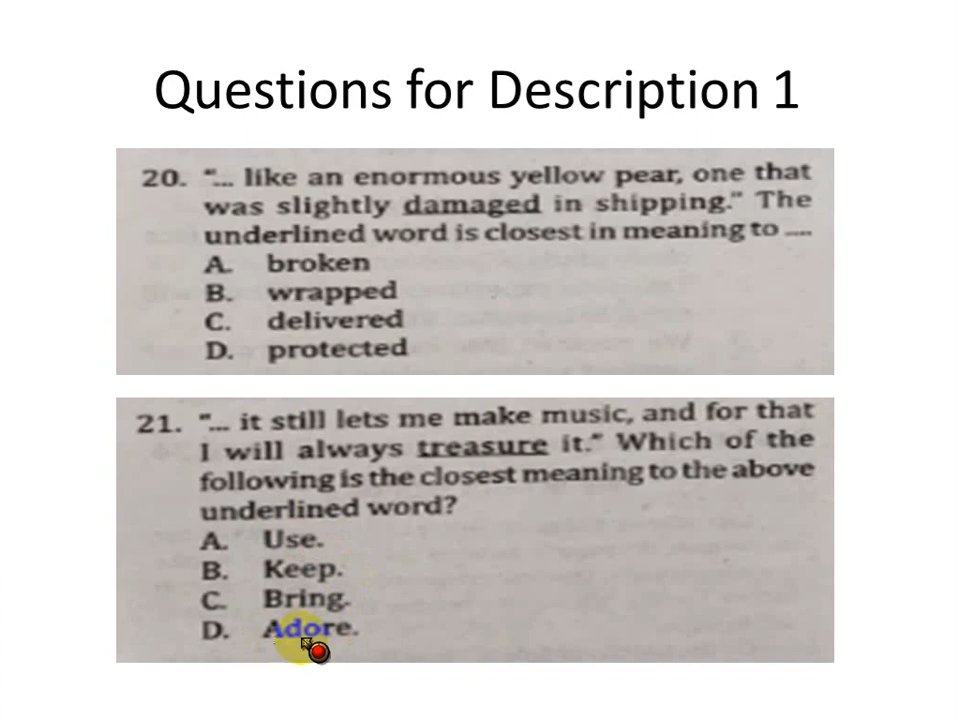 Questions for Description 1
20. "... like an enormous yellow pear, one that
was slightly damaged in shipping." The
underlined word is closest in meaning to ....
A. broken
B. wrapped
C. delivered
D. protected
21. "... it still lets me make music, and for that
I will always treasure it." Which of the
following is the closest meaning to the above
underlined word?
A. Use.
B. Keep.
C. Bring.
D. Adore.